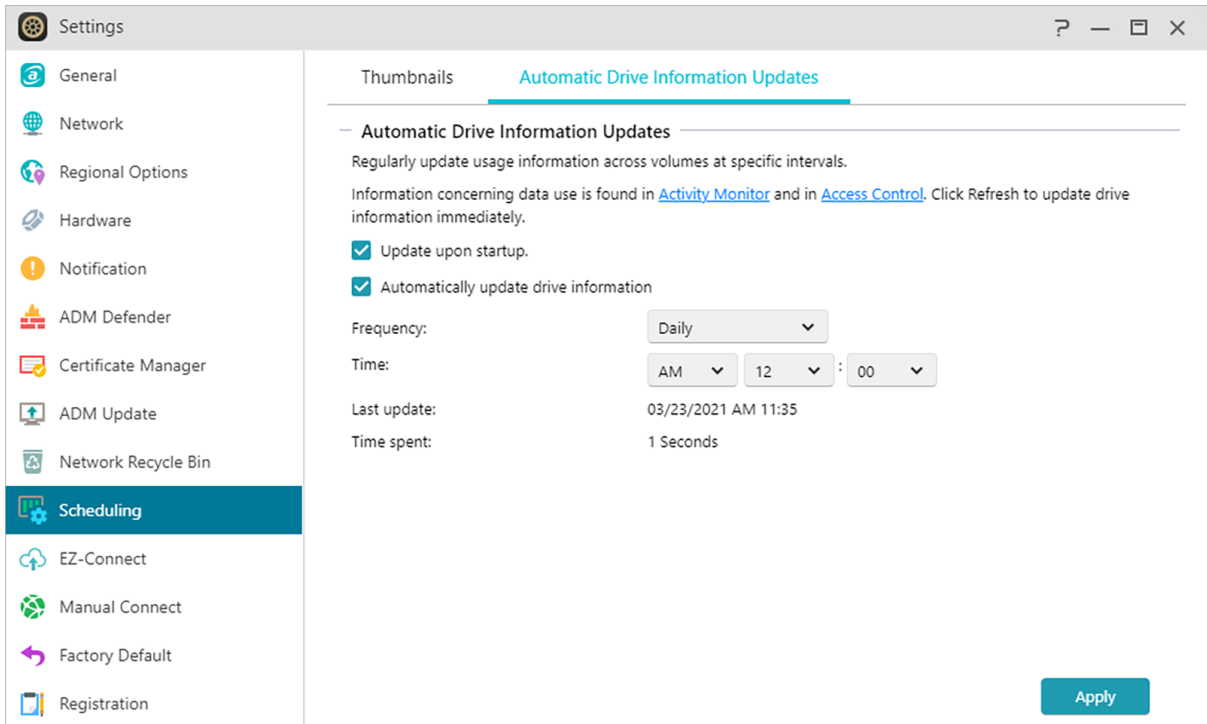 Settings
General
Network
Regional Options
Hardware
Notification
ADM Defender
Certificate Manager
ADM Update
Network Recycle Bin
Scheduling
EZ-Connect
Manual Connect
Factory Default
Registration
Thumbnails Automatic Drive Information Updates
Automatic Drive Information Updates
Regularly update usage information across volumes at specific intervals.
Information concerning data use is found in Activity Monitor and in Access Control. Click Refresh to update drive
information immediately.
Update upon startup.
Automatically update drive information
Frequency: Daily
Time: AM 12 : 00
Last update: 03/23/2021 AM 11:35
Time spent: 1 Seconds
Apply